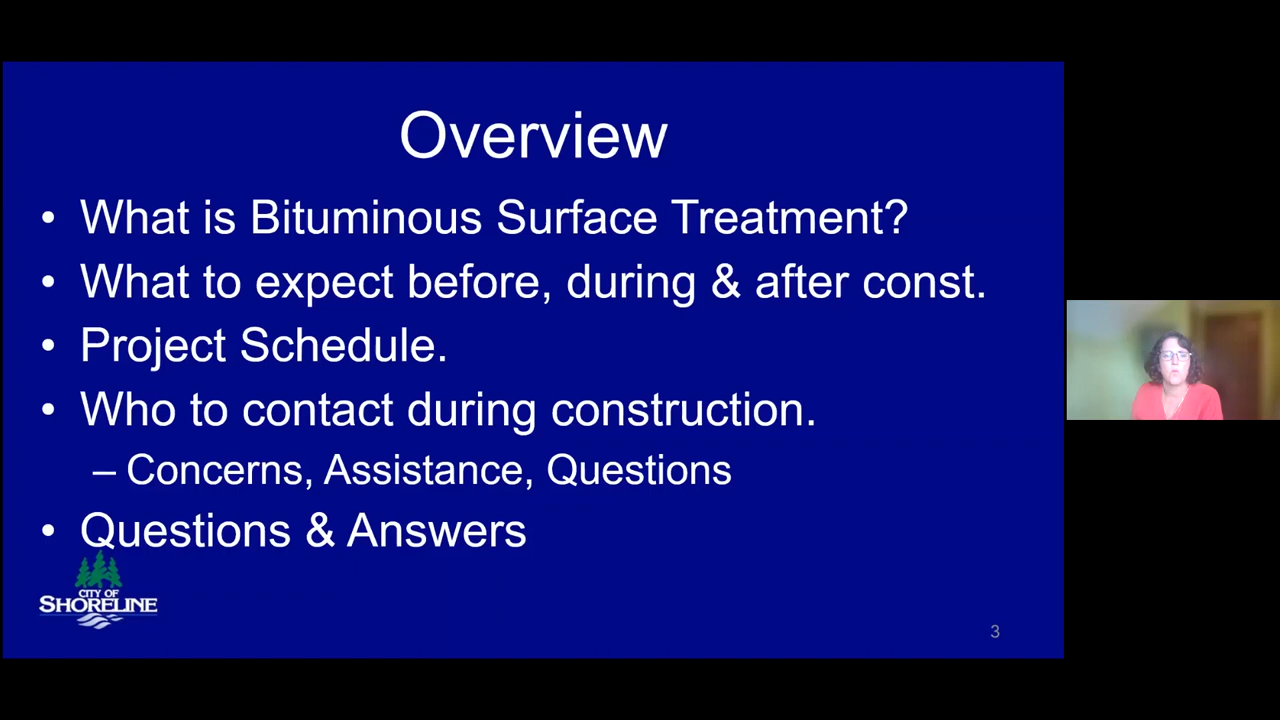 Overview
• What is Bituminous Surface Treatment?
• What to expect before, during & after const.
• Project Schedule.
• Who to contact during construction.
– Concerns, Assistance, Questions
• Questions & Answers
CITY OF
SHORELINE
3